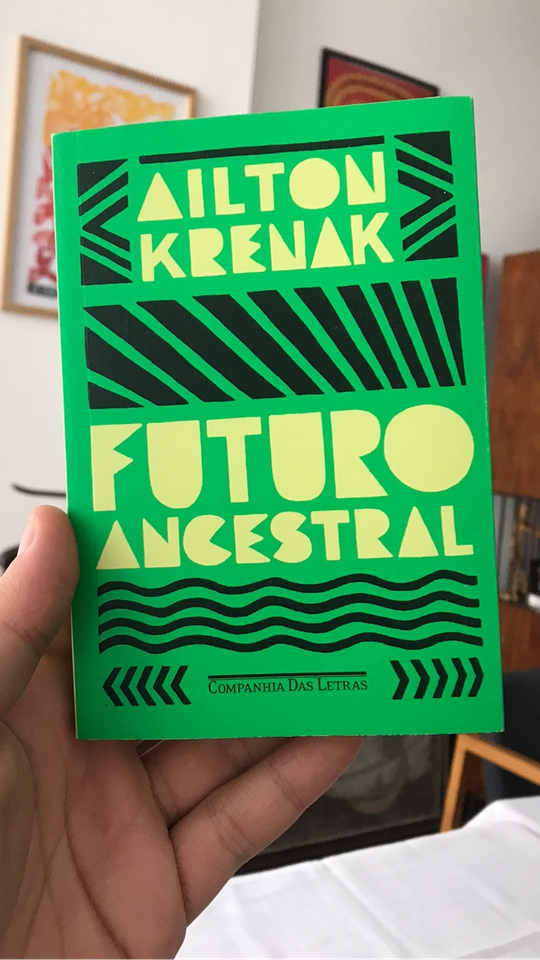 AILTON
KRENAK
FUTURO
ANCESTRAL
COMPANHIA DAS LETRAS